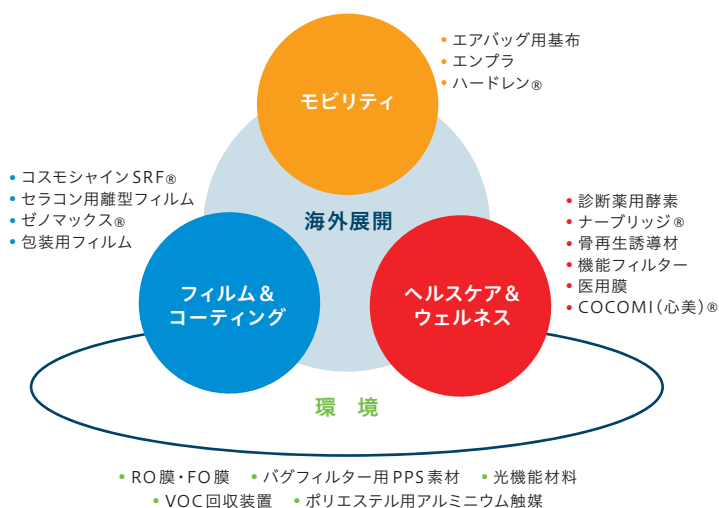 モビリティ
• エアバッグ用基布
• エンプラ
• ハードレン®
• コスモシャインSRF®
• セラコン用離型フィルム
• ゼノマックス®
• 包装用フィルム
海外展開
• 診断薬用酵素
• ナーブリッジ®
• 骨再生誘導材
• 機能フィルター
• 医用膜
• COCOMI(心美)®
フィルム&
コーティング
ヘルスケア&
ウェルネス
環 境
• RO膜・FO膜 • バグフィルター用PPS素材 • 光機能材料
• VOC回収装置 • ポリエステル用アルミニウム触媒